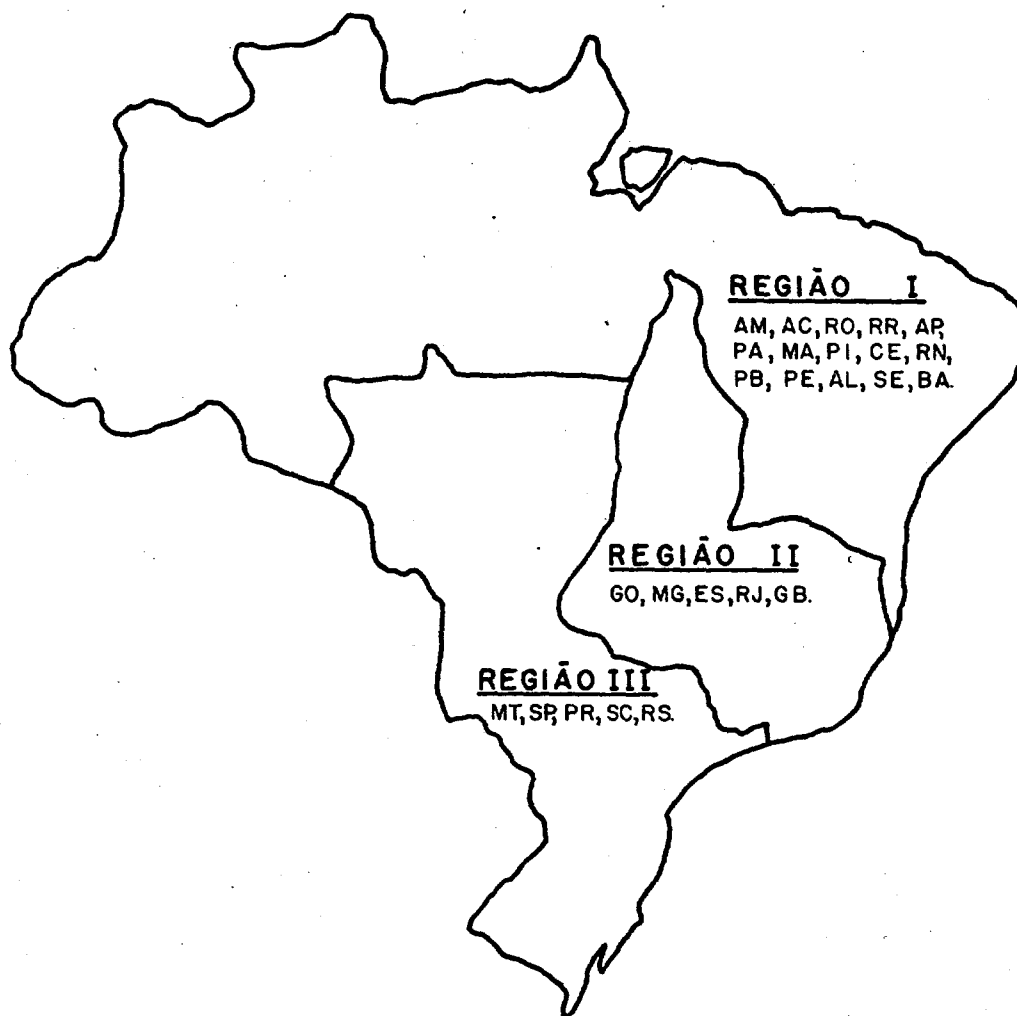 REGIÃO I
AM, AC, RO, RR, AP,
PA, MA, PI, CE, RN,
PB, PE, AL, SE, BA.
REGIÃO II
GO, MG, ES, RJ, GB.
REGIÃO III
MT, SP, PR, SC, RS.